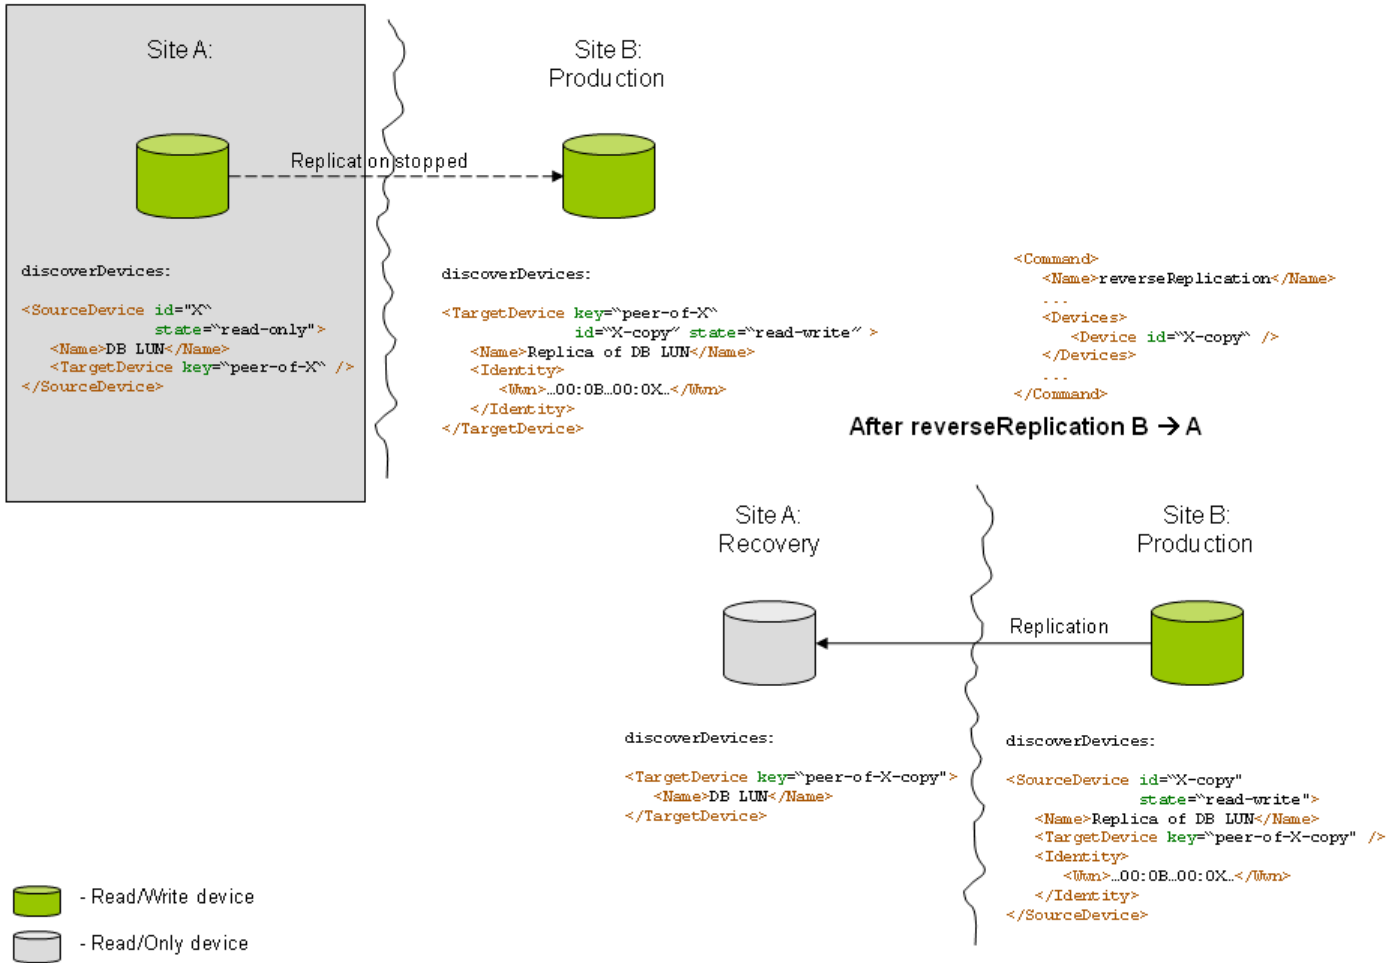 Site A:
Site B:
Production
Replication stopped
discoverDevices:
<SourceDevice id="X"
state="read-only">
<Name>DB LUN</Name>
<TargetDevice key="peer-of-X" />
</SourceDevice>
discoverDevices:
<TargetDevice key="peer-of-X"
id="X-copy" state="read-write" >
<Name>Replica of DB LUN</Name>
<Identity>
<Wwn>…00:0B…00:0X…</Wwn>
</Identity>
</TargetDevice>
<Command>
<Name>reverseReplication</Name>
...
<Devices>
<Device id="X-copy" />
</Devices>
...
</Command>
After reverseReplication B → A
Site A:
Recovery
Site B:
Production
Replication
discoverDevices:
<TargetDevice key="peer-of-X-copy">
<Name>DB LUN</Name>
</TargetDevice>
discoverDevices:
<SourceDevice id="X-copy"
state="read-write">
<Name>Replica of DB LUN</Name>
<TargetDevice key="peer-of-X-copy" />
<Identity>
<Wwn>…00:0B…00:0X…</Wwn>
</Identity>
</SourceDevice>
- Read/Write device
- Read/Only device